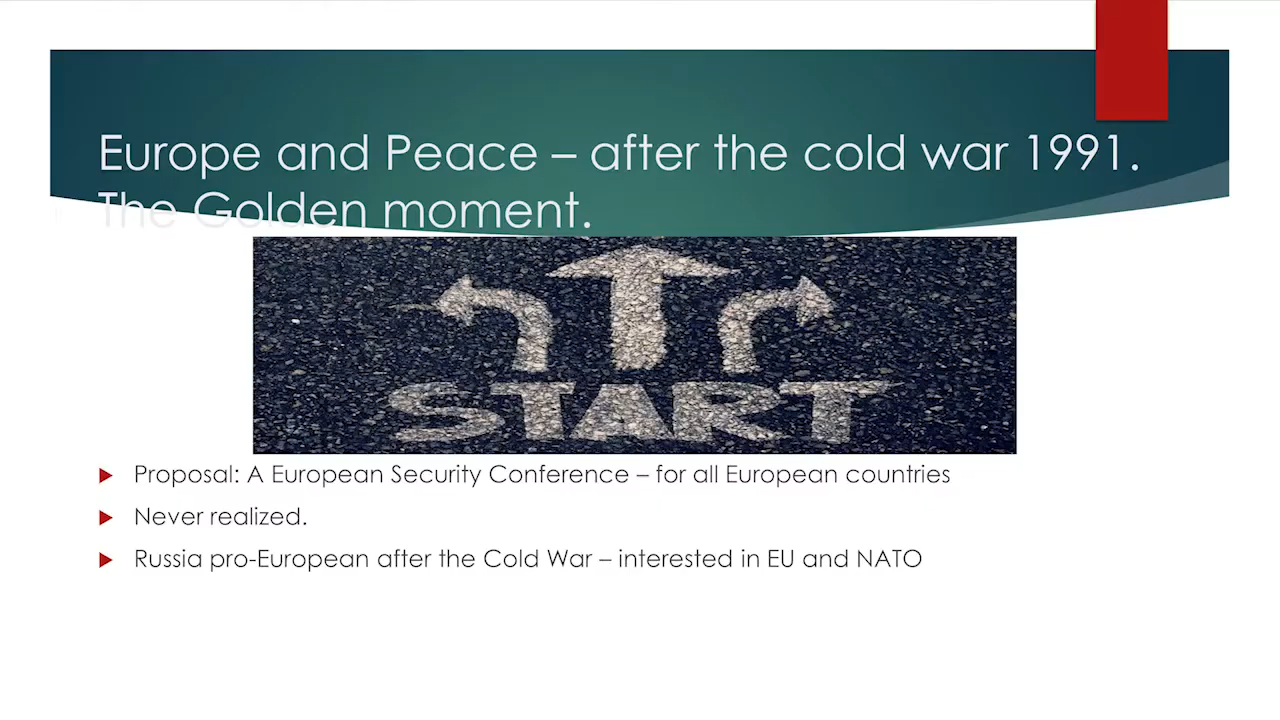 Europe and Peace – after the cold war 1991.
The Golden moment.
START
Proposal: A European Security Conference – for all European countries
Never realized.
Russia pro-European after the Cold War – interested in EU and NATO